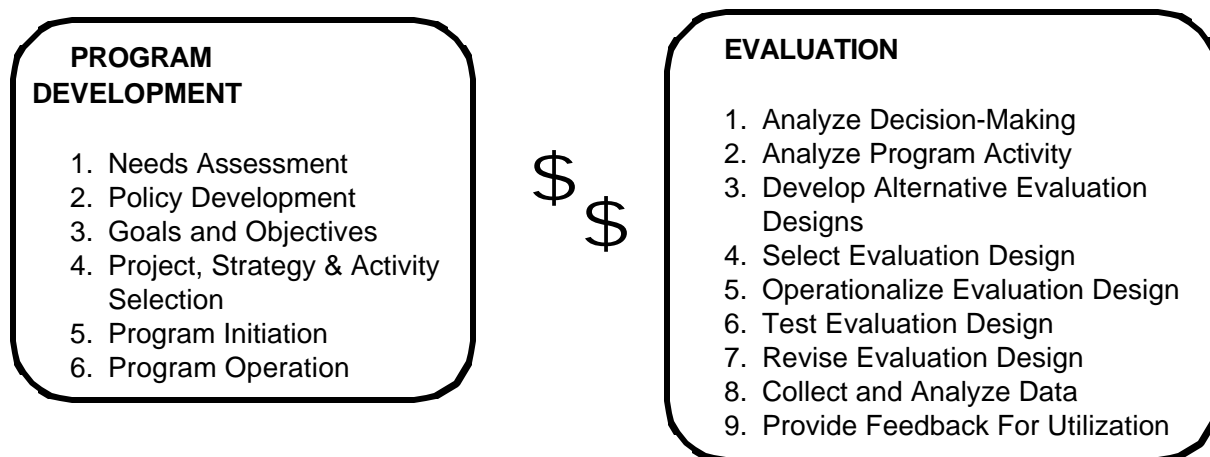 PROGRAM
DEVELOPMENT
1. Needs Assessment
2. Policy Development
3. Goals and Objectives
4. Project, Strategy & Activity
Selection
5. Program Initiation
6. Program Operation
$
$
EVALUATION
1. Analyze Decision-Making
2. Analyze Program Activity
3. Develop Alternative Evaluation
Designs
4. Select Evaluation Design
5. Operationalize Evaluation Design
6. Test Evaluation Design
7. Revise Evaluation Design
8. Collect and Analyze Data
9. Provide Feedback For Utilization